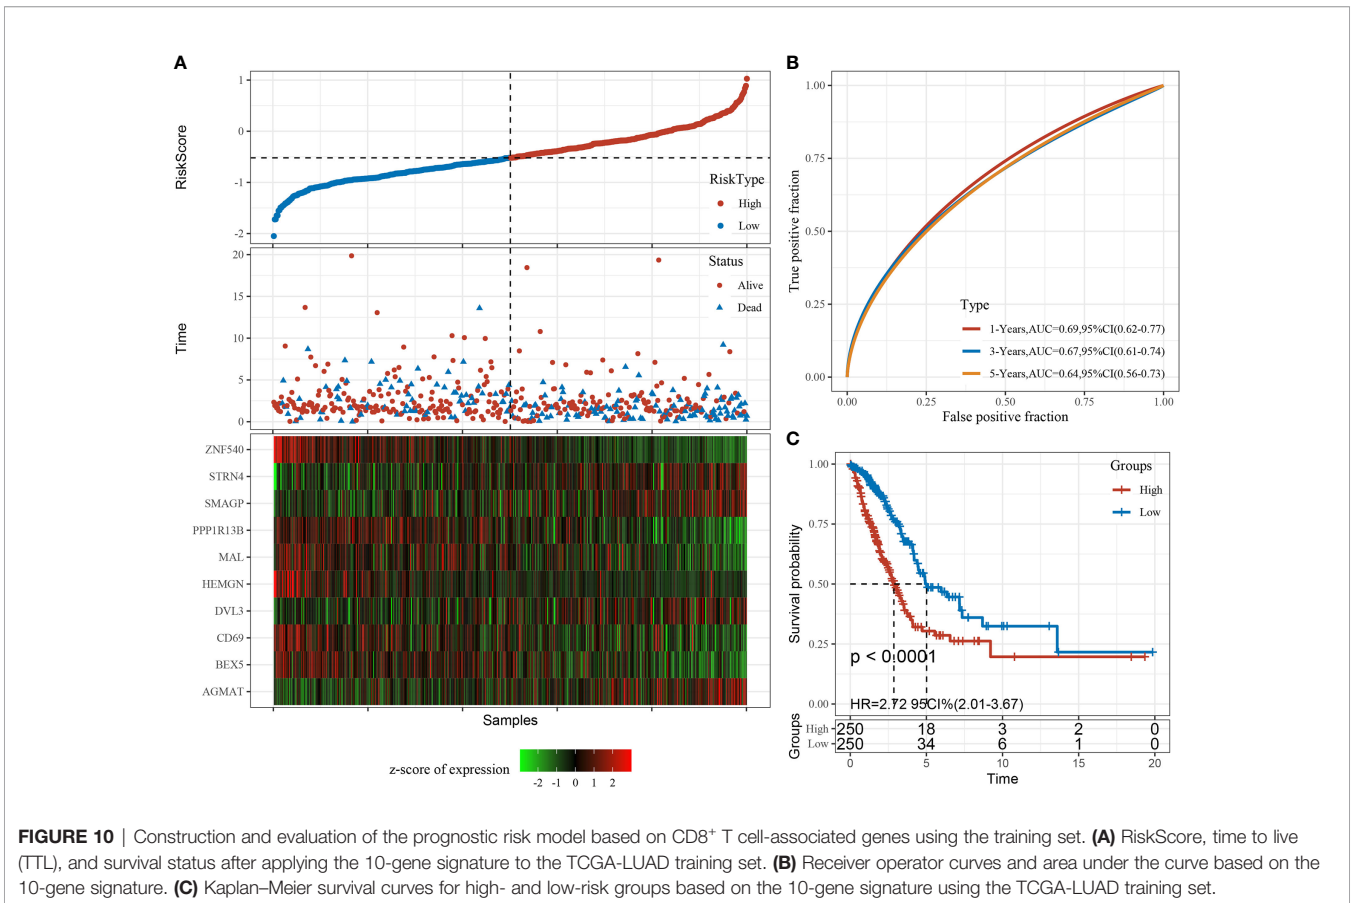 A
1
0
-1
-2
RiskScore
RiskType
High
Low
20
15
10
5
0
Time
Status
Alive
Dead
ZNF540
STRN4
SMAGP
PPP1R13B
MAL
HEMGN
DVL3
CD69
BEX5
AGMAT
Samples
z-score of expression
-2 -1 0 1 2
B
1.00
0.75
0.50
0.25
0.00
True positive fraction
Type
1-Years,AUC=0.69,95%CI(0.62-0.77)
3-Years,AUC=0.67,95%CI(0.61-0.74)
5-Years,AUC=0.64,95%CI(0.56-0.73)
0.00 0.25 0.50 0.75 1.00
False positive fraction
C
1.00
0.75
0.50
0.25
0.00
Survival probability
Groups
High
Low
p < 0.0001
HR=2.72 95CI%(2.01-3.67)
Groups
High 250 18 3 2 0
Low 250 34 6 1 0
0 5 10 15 20
Time
FIGURE 10 | Construction and evaluation of the prognostic risk model based on CD8+ T cell-associated genes using the training set. (A) RiskScore, time to live
(TTL), and survival status after applying the 10-gene signature to the TCGA-LUAD training set. (B) Receiver operator curves and area under the curve based on the
10-gene signature. (C) Kaplan–Meier survival curves for high- and low-risk groups based on the 10-gene signature using the TCGA-LUAD training set.